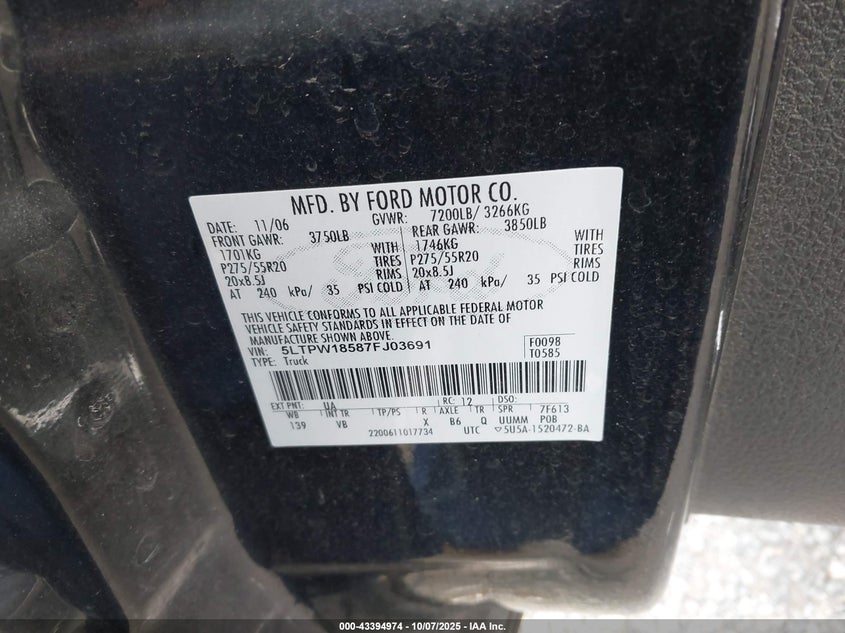 MFD. BY FORD MOTOR CO.
DATE: 11/06 GVWR: 7200LB/ 3266KG
FRONT GAWR: 3750LB REAR GAWR: 3850LB
1701KG WITH 1746KG WITH
P275/55R20 TIRES P275/55R20 TIRES
20x8.5J RIMS 20x8.5J RIMS
AT 240 kPa/ 35 PSI COLD AT 240 kPa/ 35 PSI COLD
THIS VEHICLE CONFORMS TO ALL APPLICABLE FEDERAL MOTOR
VEHICLE SAFETY STANDARDS IN EFFECT ON THE DATE OF
MANUFACTURE SHOWN ABOVE.
VIN: 5LTPW18587FJ03691 F0098
TYPE: Truck T0585
EXT PNT: UA RC: 12 DSO:
WB INT TR TP/PS R AXLE TR SPR 7F613
139 VB X B6 Q UUMM POB
2200611017734 UTC 5U5A-1520472-BA
000-43394974 - 10/07/2025 - IAA Inc.